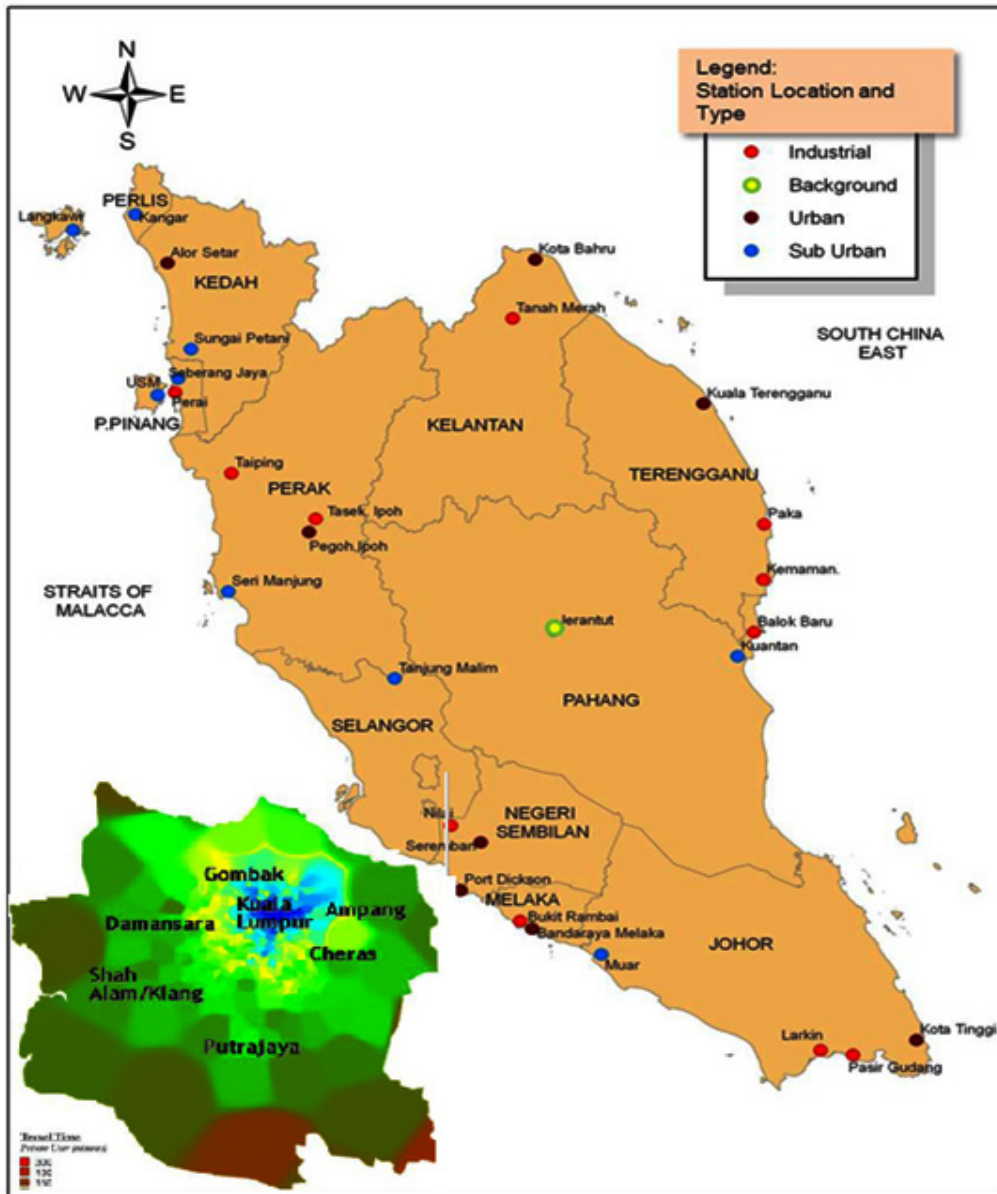 N
W E
S
Legend:
Station Location and
Type
Industrial
Background
Urban
Sub Urban
PERLIS
Langkawi
Kangar
Alor Setar
KEDAH
Kota Bahru
Tanah Merah
SOUTH CHINA
EAST
Sungai Petani
Seberang Jaya
USM
Perai
P.PINANG
Kuala Terengganu
KELANTAN
TERENGGANU
Taiping
PERAK
Tasek, Ipoh
Pegoh,Ipoh
Paka
Kemaman.
STRAITS OF
MALACCA
Seri Manjung
Jerantut
Balok Baru
Kuantan
Tanjung Malim
PAHANG
SELANGOR
Nilai
NEGERI
SEMBILAN
Seremban
Port Dickson
MELAKA
Bukit Rambai
Bandaraya Melaka
Muar
JOHOR
Larkin
Kota Tinggi
Pasir Gudang
Gombak
Kuala
Lumpur
Ampang
Damansara
Cheras
Shah
Alam/Klang
Putrajaya
Travel Time